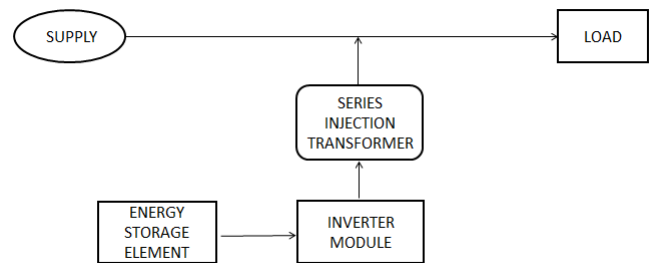 SUPPLY
LOAD
SERIES
INJECTION
TRANSFORMER
ENERGY
STORAGE
ELEMENT
INVERTER
MODULE